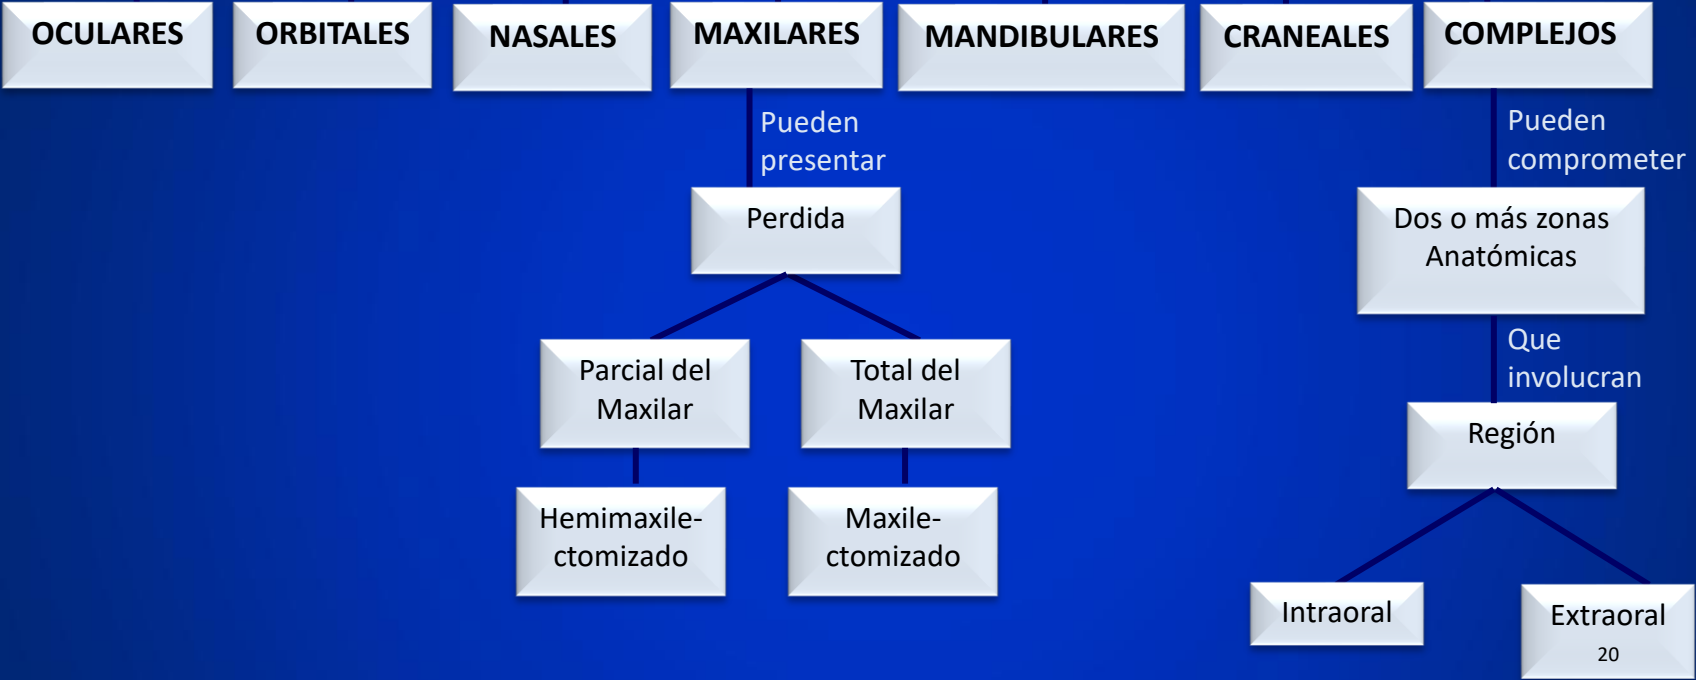 OCULARES
ORBITALES
NASALES
MAXILARES
MANDIBULARES
CRANEALES
COMPLEJOS
Pueden
presentar
Perdida
Parcial del
Maxilar
Total del
Maxilar
Hemimaxile-
ctomizado
Maxile-
ctomizado
Pueden
comprometer
Dos o más zonas
Anatómicas
Que
involucran
Región
Intraoral
Extraoral
20